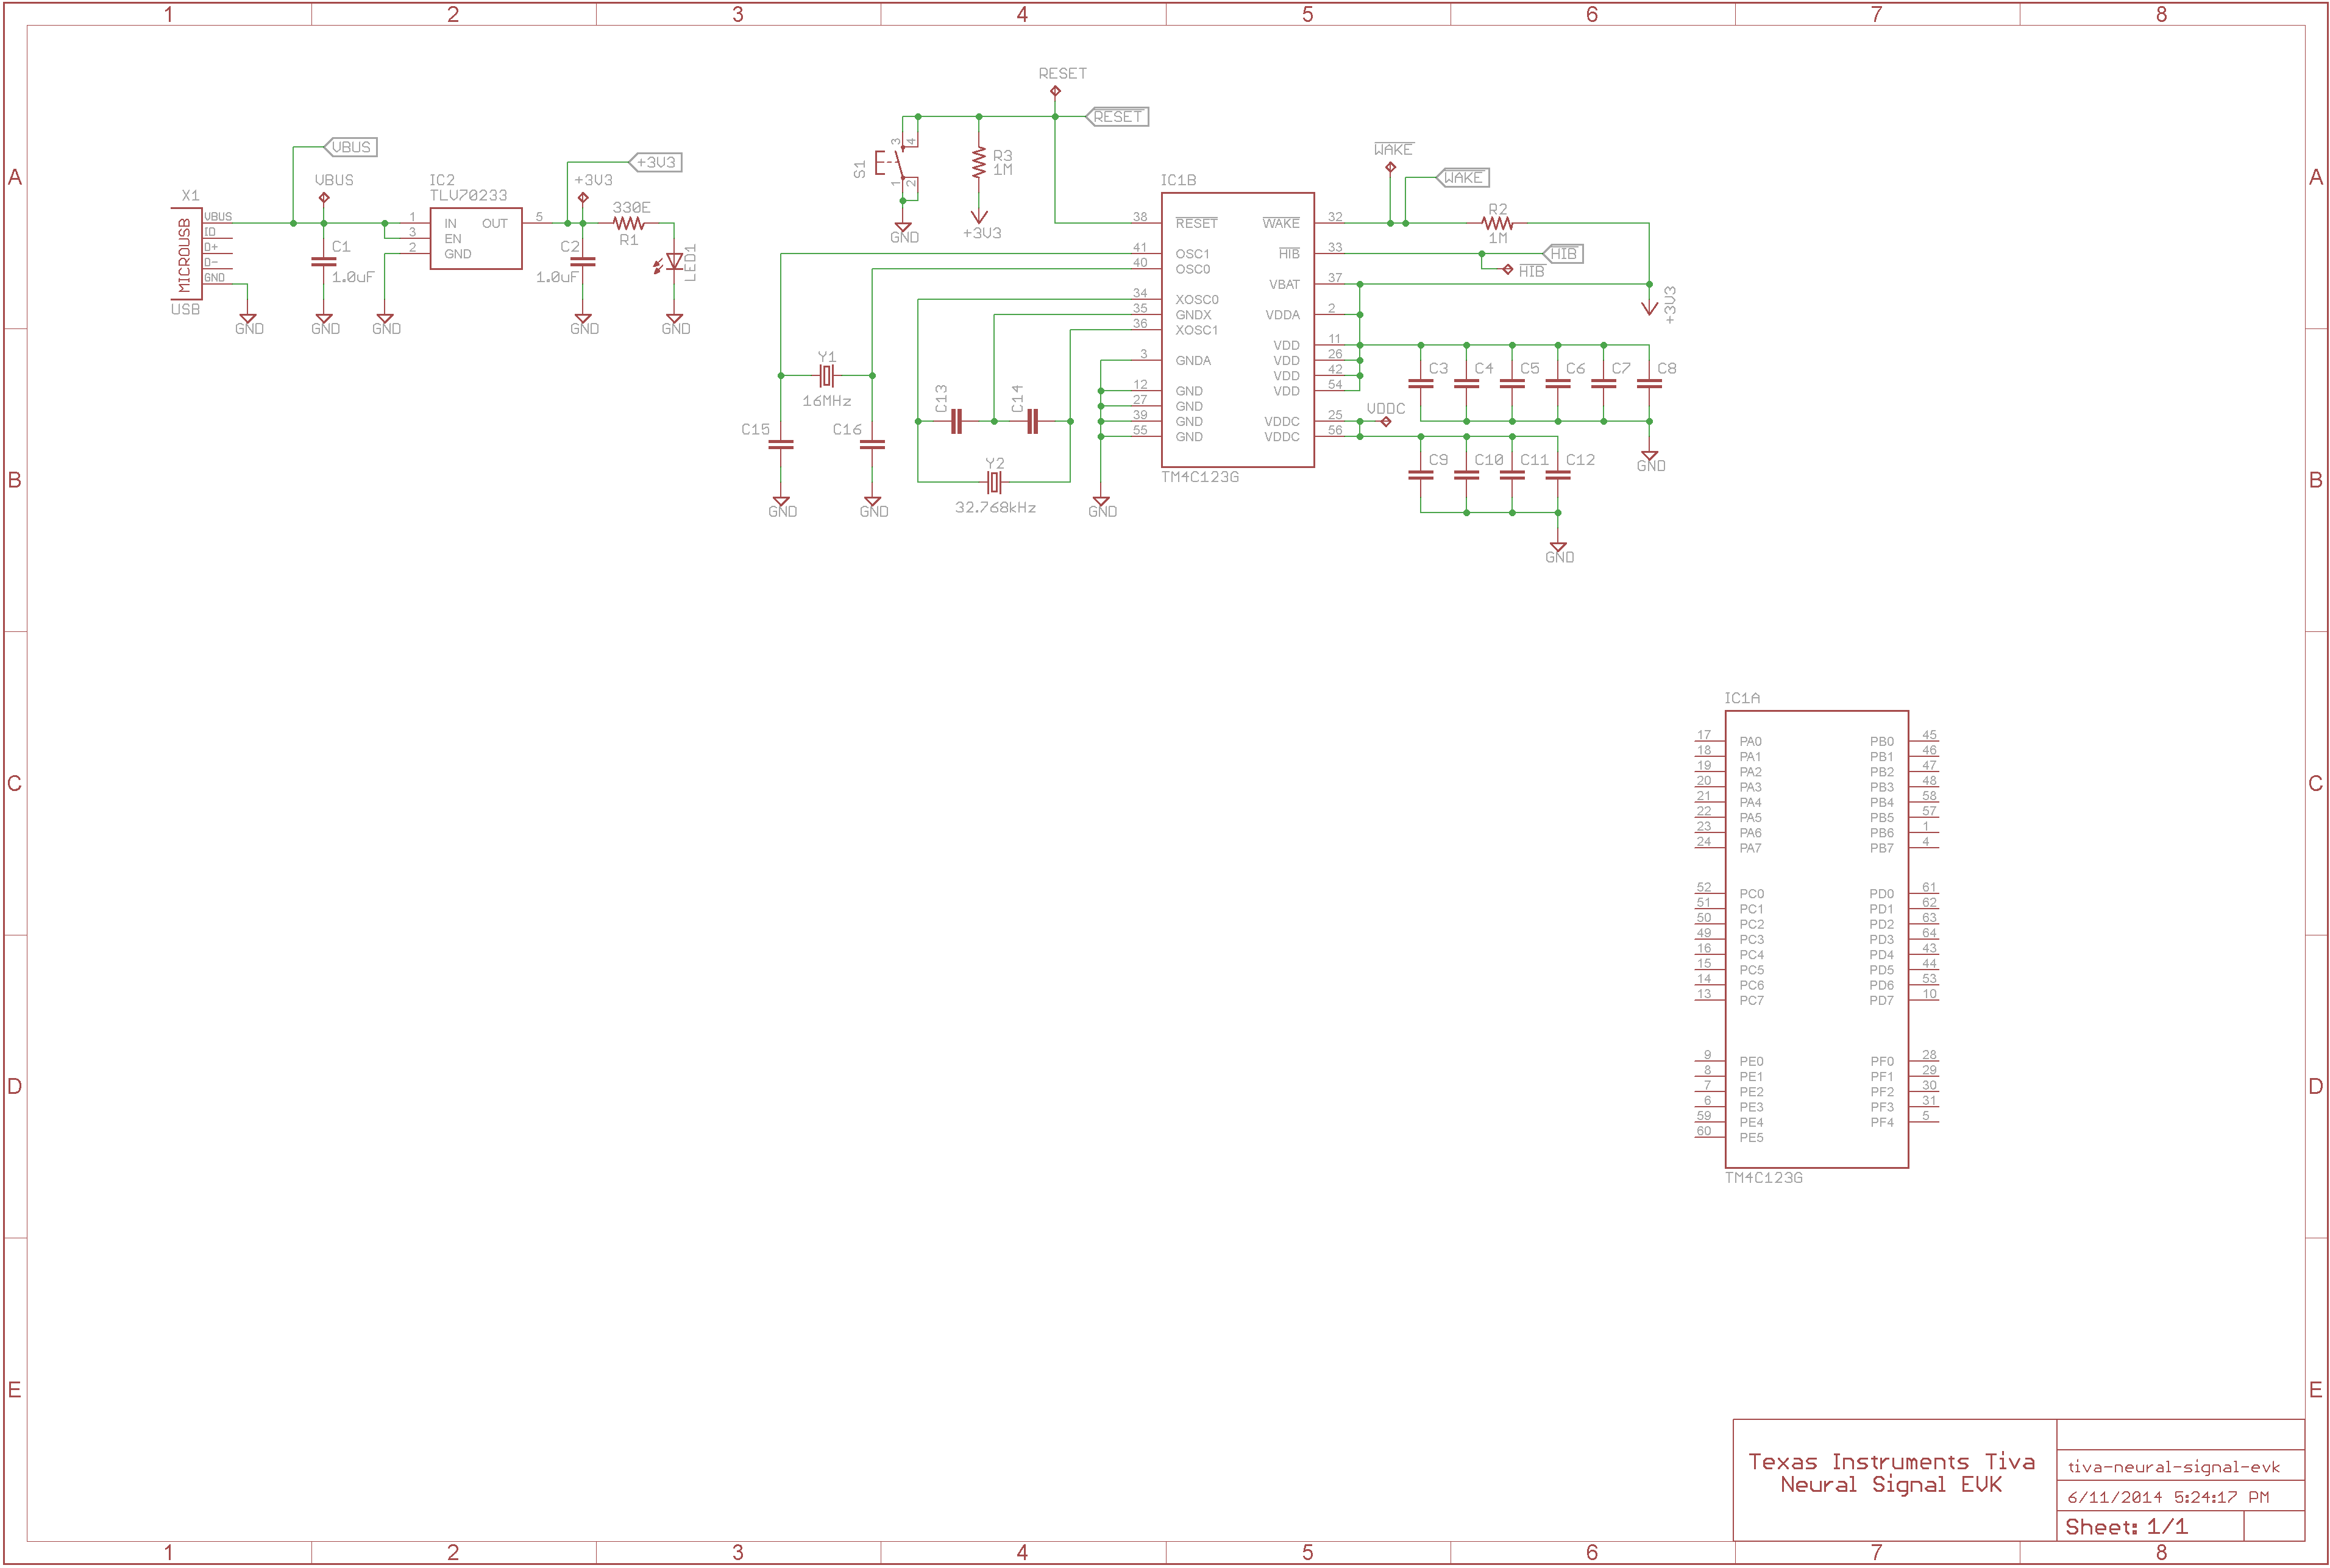 1 2 3 4 5 6 7 8
A A
B B
C C
D D
E E
VBUS
VBUS
X1
MICROUSB
USB
VBUS
ID
D+
D-
GND
GND
C1
1.0uF
GND
IC2
TLV70233
1 IN OUT 5
3 EN
2 GND
GND
+3V3
+3V3
C2
1.0uF
GND
330E
R1
LED1
GND
RESET
RESET
S1
3 4
1 2
GND
R3
1M
+3V3
IC1B
38 RESET WAKE 32
41 OSC1 HIB 33
40 OSC0 VBAT 37
34 XOSC0 VDDA 2
35 GNDX
36 XOSC1 VDD 11
3 GNDA VDD 26
VDD 42
12 GND VDD 54
27 GND
39 GND VDDC 25
55 GND VDDC 56
TM4C123G
WAKE
WAKE
R2
1M
HIB
HIB
+3V3
C3 C4 C5 C6 C7 C8
GND
VDDC
C9 C10 C11 C12
GND
Y1
16MHz
C15 C16
GND GND
C13 C14
Y2
32.768kHz
GND
IC1A
17 PA0 PB0 45
18 PA1 PB1 46
19 PA2 PB2 47
20 PA3 PB3 48
21 PA4 PB4 58
22 PA5 PB5 57
23 PA6 PB6 1
24 PA7 PB7 4
52 PC0 PD0 61
51 PC1 PD1 62
50 PC2 PD2 63
49 PC3 PD3 64
16 PC4 PD4 43
15 PC5 PD5 44
14 PC6 PD6 53
13 PC7 PD7 10
9 PE0 PF0 28
8 PE1 PF1 29
7 PE2 PF2 30
6 PE3 PF3 31
59 PE4 PF4 5
60 PE5
TM4C123G
Texas Instruments Tiva
Neural Signal EVK
tiva-neural-signal-evk
6/11/2014 5:24:17 PM
Sheet: 1/1
1 2 3 4 5 6 7 8